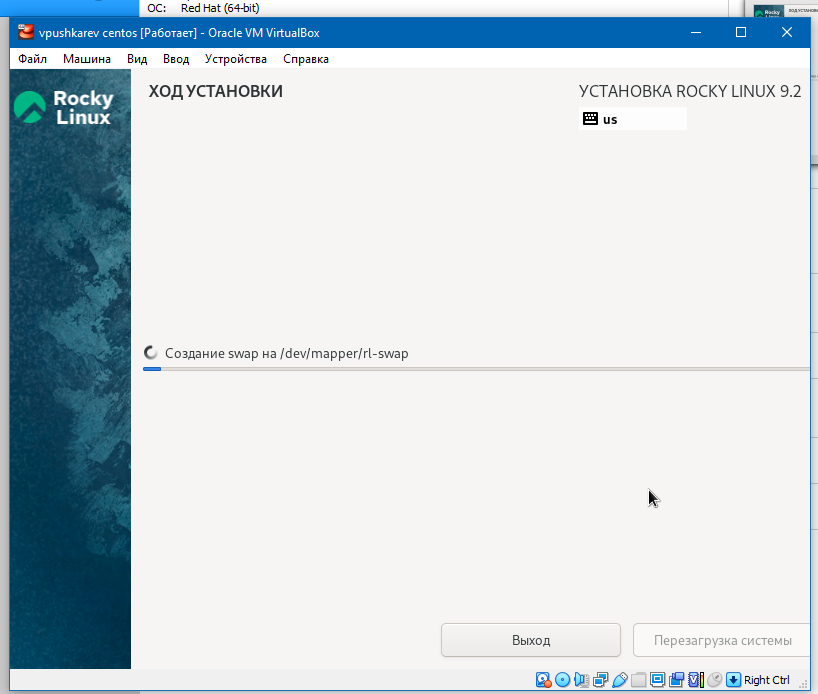 ОС: Red Hat (64-bit)
vpushkarev centos [Работает] - Oracle VM VirtualBox
Файл Машина Вид Ввод Устройства Справка
Rocky
Linux
ХОД УСТАНОВКИ
УСТАНОВКА ROCKY LINUX 9.2
us
Создание swap на /dev/mapper/rl-swap
Выход
Перезагрузка системы
Right Ctrl